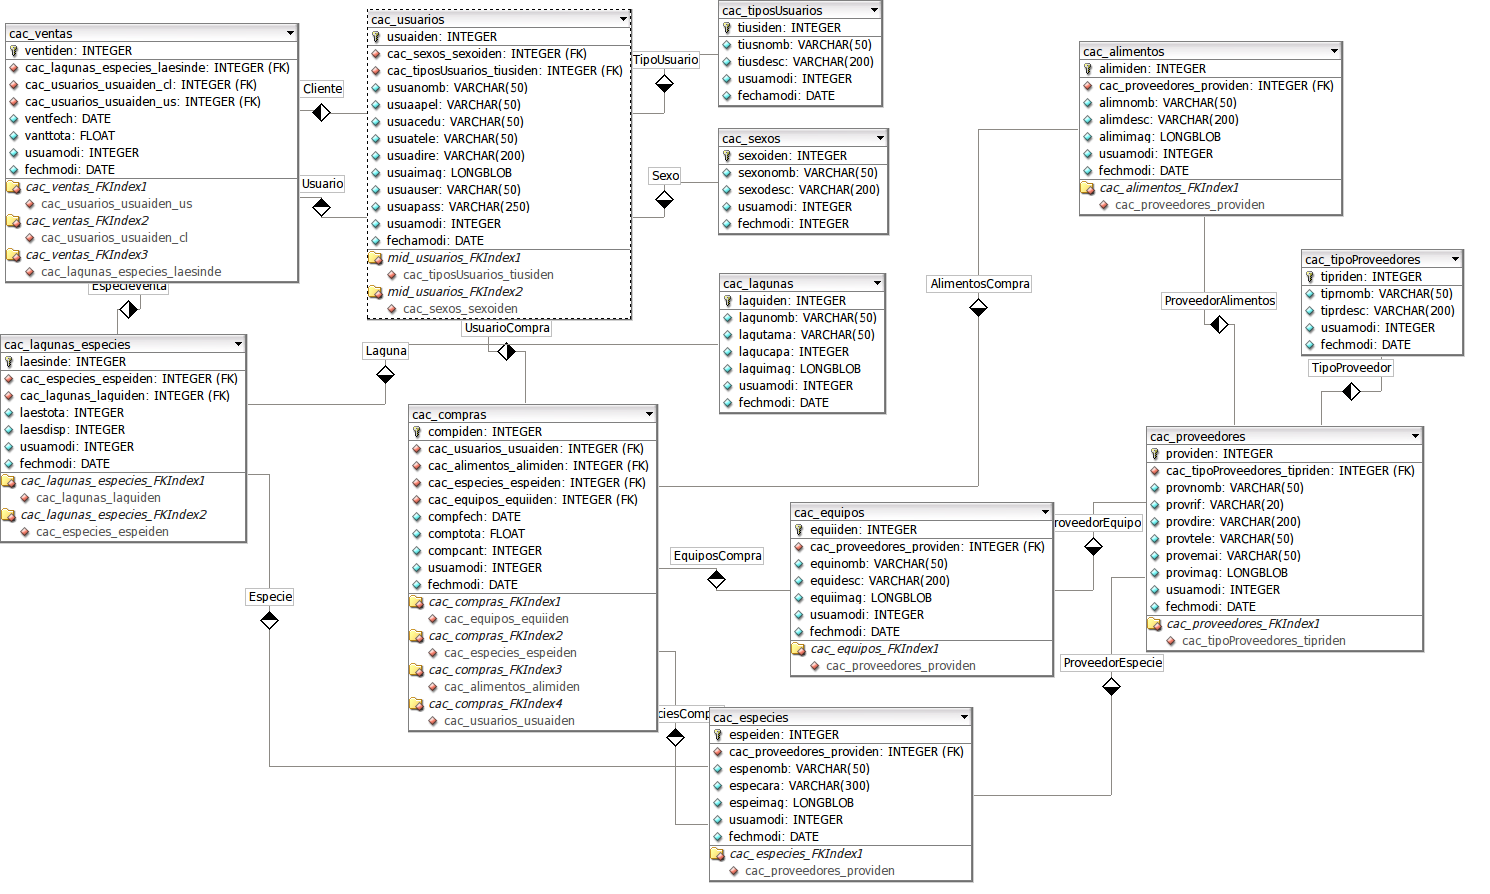 cac_ventas
ventiden: INTEGER
cac_lagunas_especies_laesinde: INTEGER (FK)
cac_usuarios_usuaiden_cl: INTEGER (FK)
cac_usuarios_usuaiden_us: INTEGER (FK)
ventfech: DATE
vanttota: FLOAT
usuamodi: INTEGER
fechmodi: DATE
cac_ventas_FKIndex1
cac_usuarios_usuaiden_us
cac_ventas_FKIndex2
cac_usuarios_usuaiden_cl
cac_ventas_FKIndex3
cac_lagunas_especies_laesinde
Cliente
Usuario
EspecieVenta
cac_usuarios
usuaiden: INTEGER
cac_sexos_sexoiden: INTEGER (FK)
cac_tiposUsuarios_tiusiden: INTEGER (FK)
usuanomb: VARCHAR(50)
usuaapel: VARCHAR(50)
usuacedu: VARCHAR(50)
usuatele: VARCHAR(50)
usuadire: VARCHAR(200)
usuaimag: LONGBLOB
usuauser: VARCHAR(50)
usuapass: VARCHAR(250)
usuamodi: INTEGER
fechamodi: DATE
mid_usuarios_FKIndex1
cac_tiposUsuarios_tiusiden
mid_usuarios_FKIndex2
cac_sexos_sexoiden
TipoUsuario
Sexo
UsuarioCompra
Laguna
cac_tiposUsuarios
tiusiden: INTEGER
tiusnomb: VARCHAR(50)
tiusdesc: VARCHAR(200)
usuamodi: INTEGER
fechamodi: DATE
cac_sexos
sexoiden: INTEGER
sexonomb: VARCHAR(50)
sexodesc: VARCHAR(200)
usuamodi: INTEGER
fechmodi: INTEGER
cac_lagunas
laguiden: INTEGER
lagunomb: VARCHAR(50)
lagutama: VARCHAR(50)
lagucapa: INTEGER
laguimag: LONGBLOB
usuamodi: INTEGER
fechmodi: DATE
AlimentosCompra
cac_alimentos
alimiden: INTEGER
cac_proveedores_providen: INTEGER (FK)
alimnomb: VARCHAR(50)
alimdesc: VARCHAR(200)
alimimag: LONGBLOB
usuamodi: INTEGER
fechmodi: DATE
cac_alimentos_FKIndex1
cac_proveedores_providen
ProveedorAlimentos
cac_tipoProveedores
tipriden: INTEGER
tiprnomb: VARCHAR(50)
tiprdesc: VARCHAR(200)
usuamodi: INTEGER
fechmodi: DATE
TipoProveedor
cac_lagunas_especies
laesinde: INTEGER
cac_especies_espeiden: INTEGER (FK)
cac_lagunas_laguiden: INTEGER (FK)
laestota: INTEGER
laesdisp: INTEGER
usuamodi: INTEGER
fechmodi: DATE
cac_lagunas_especies_FKIndex1
cac_lagunas_laguiden
cac_lagunas_especies_FKIndex2
cac_especies_espeiden
Especie
cac_compras
compiden: INTEGER
cac_usuarios_usuaiden: INTEGER (FK)
cac_alimentos_alimiden: INTEGER (FK)
cac_especies_espeiden: INTEGER (FK)
cac_equipos_equiiden: INTEGER (FK)
compfech: DATE
comptota: FLOAT
compcant: INTEGER
usuamodi: INTEGER
fechmodi: DATE
cac_compras_FKIndex1
cac_equipos_equiiden
cac_compras_FKIndex2
cac_especies_espeiden
cac_compras_FKIndex3
cac_alimentos_alimiden
cac_compras_FKIndex4
cac_usuarios_usuaiden
EquiposCompra
ciesComp
cac_equipos
equiiden: INTEGER
cac_proveedores_providen: INTEGER (FK)
equinomb: VARCHAR(50)
equidesc: VARCHAR(200)
equiimag: LONGBLOB
usuamodi: INTEGER
fechmodi: DATE
cac_equipos_FKIndex1
cac_proveedores_providen
roveedorEquipo
ProveedorEspecie
cac_proveedores
providen: INTEGER
cac_tipoProveedores_tipriden: INTEGER (FK)
provnomb: VARCHAR(50)
provrif: VARCHAR(20)
provdire: VARCHAR(200)
provtele: VARCHAR(50)
provemai: VARCHAR(50)
provimag: LONGBLOB
usuamodi: INTEGER
fechmodi: DATE
cac_proveedores_FKIndex1
cac_tipoProveedores_tipriden
cac_especies
espeiden: INTEGER
cac_proveedores_providen: INTEGER (FK)
espenomb: VARCHAR(50)
especara: VARCHAR(300)
espeimag: LONGBLOB
usuamodi: INTEGER
fechmodi: DATE
cac_especies_FKIndex1
cac_proveedores_providen